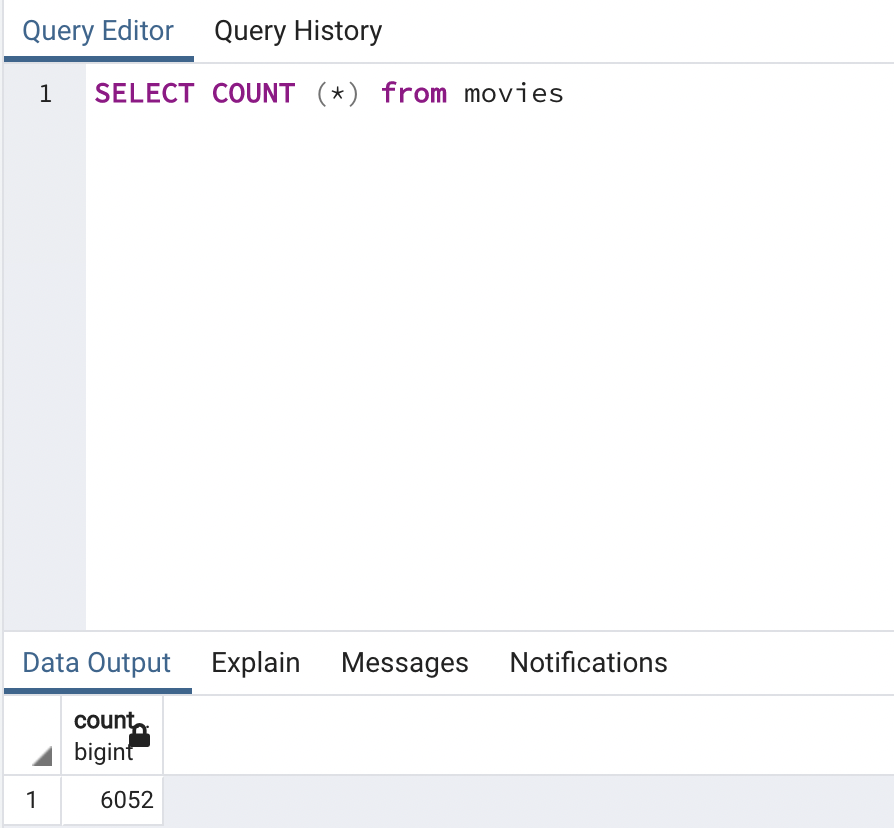 Query Editor Query History
1 SELECT COUNT (*) from movies
Data Output Explain Messages Notifications
count
bigint
1 6052